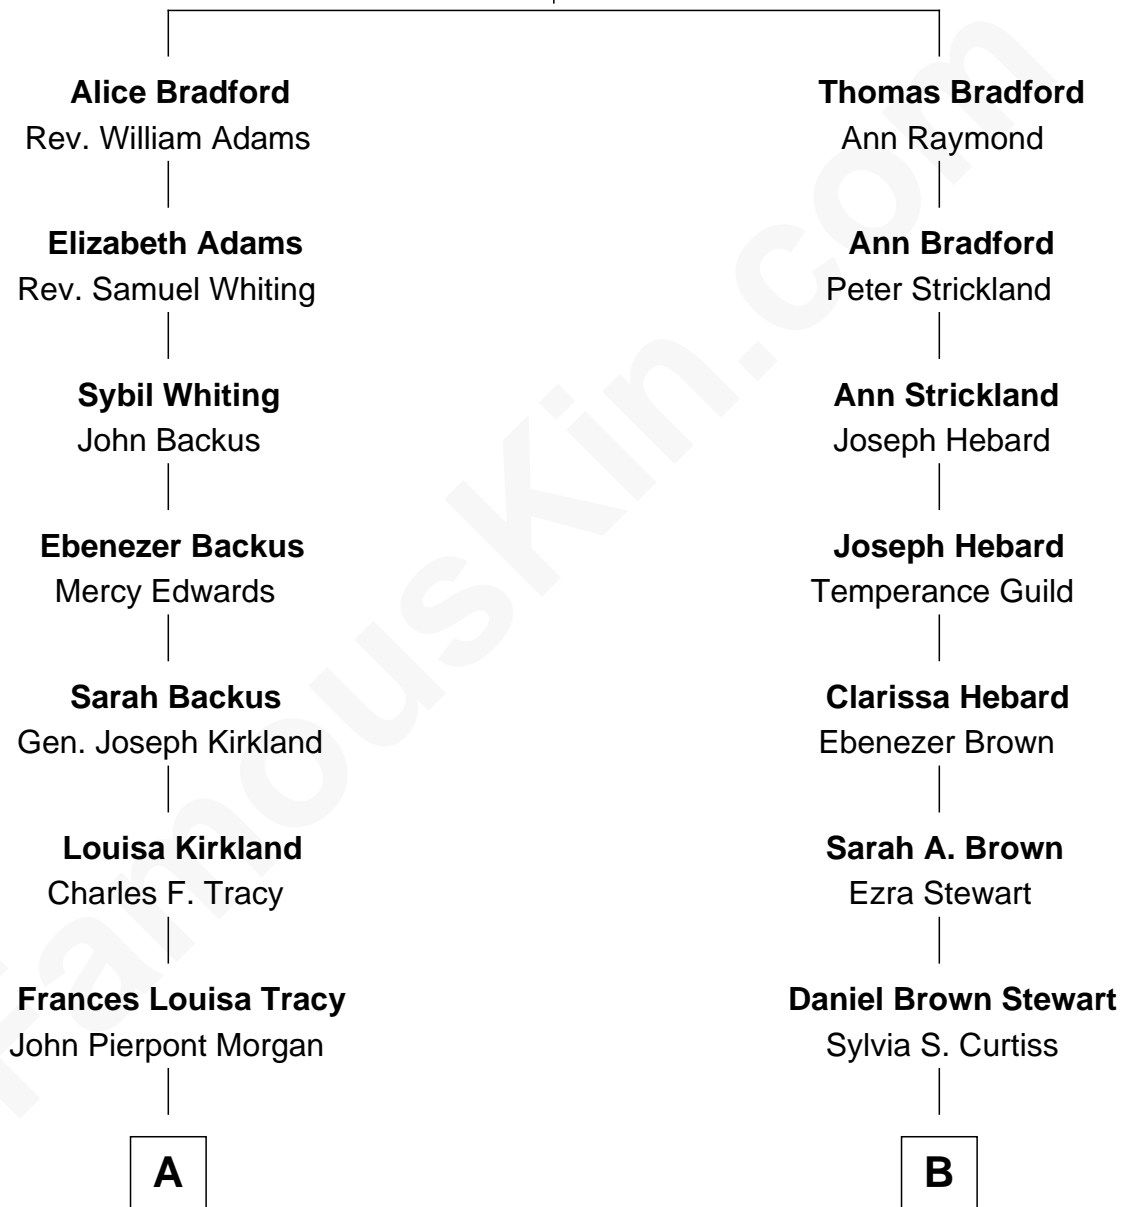 Alice Bradford
Rev. William Adams
Elizabeth Adams
Rev. Samuel Whiting
Sybil Whiting
John Backus
Ebenezer Backus
Mercy Edwards
Sarah Backus
Gen. Joseph Kirkland
Louisa Kirkland
Charles F. Tracy
Frances Louisa Tracy
John Pierpont Morgan
A
Thomas Bradford
Ann Raymond
Ann Bradford
Peter Strickland
Ann Strickland
Joseph Hebard
Joseph Hebard
Temperance Guild
Clarissa Hebard
Ebenezer Brown
Sarah A. Brown
Ezra Stewart
Daniel Brown Stewart
Sylvia S. Curtiss
B
FamousKin.com